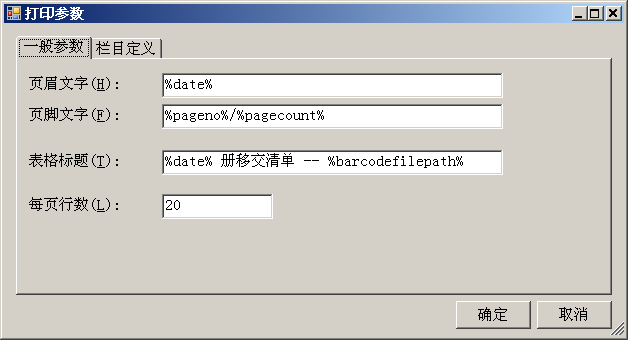 打印参数
一般参数 栏目定义
页眉文字(H): %date%
页脚文字(F): %pageno%/%pagecount%
表格标题(T): %date% 册移交清单 -- %barcodefilepath%
每页行数(L): 20
确定 取消